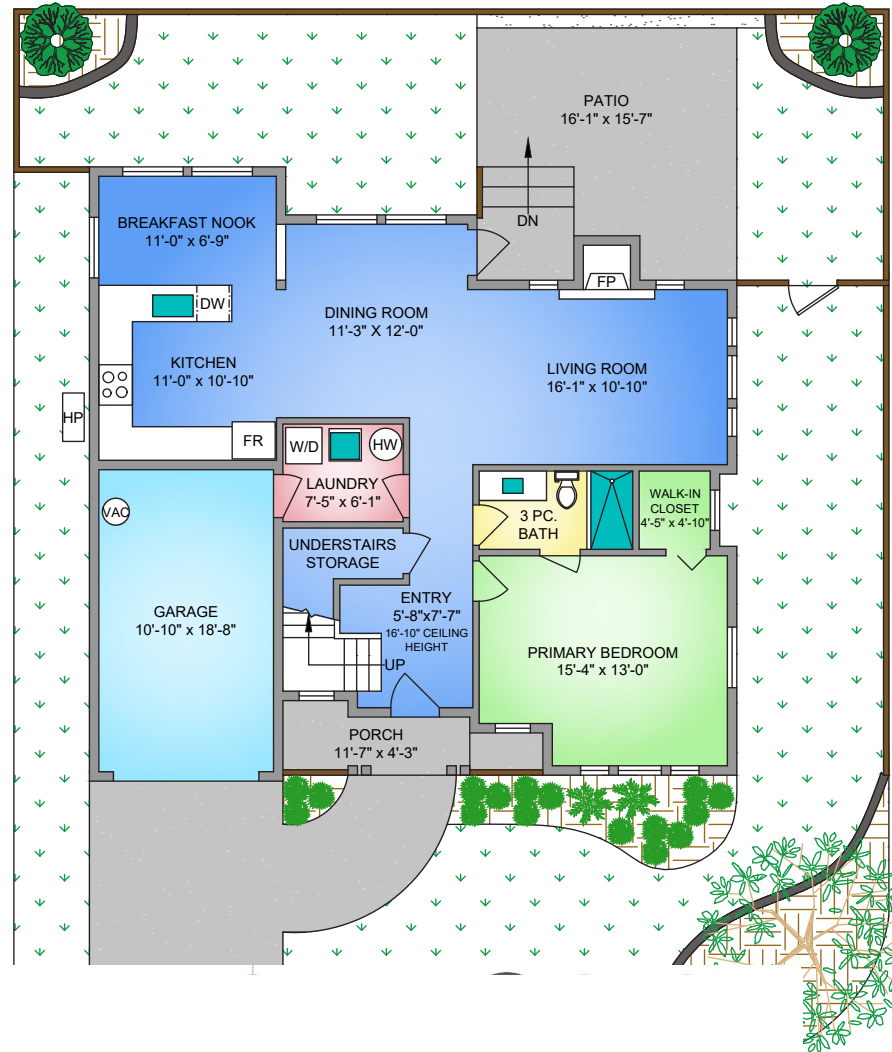 PATIO
16'-1" x 15'-7"
DN
BREAKFAST NOOK
11'-0" x 6'-9"
FP
DW
DINING ROOM
11'-3" X 12'-0"
KITCHEN
11'-0" x 10'-10"
LIVING ROOM
16'-1" x 10'-10"
HP
FR
W/D
HW
LAUNDRY
7'-5" x 6'-1"
VAC
3 PC.
BATH
WALK-IN
CLOSET
4'-5" x 4'-10"
UNDERSTAIRS
STORAGE
GARAGE
10'-10" x 18'-8"
ENTRY
5'-8"x7'-7"
16'-10" CEILING
HEIGHT
UP
PRIMARY BEDROOM
15'-4" x 13'-0"
PORCH
11'-7" x 4'-3"